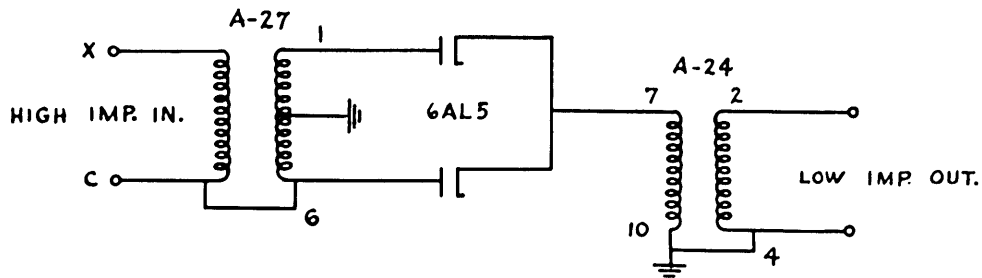 A-27
1
X
HIGH IMP. IN.
C
6
6AL5
A-24
7
2
10
4
LOW IMP. OUT.